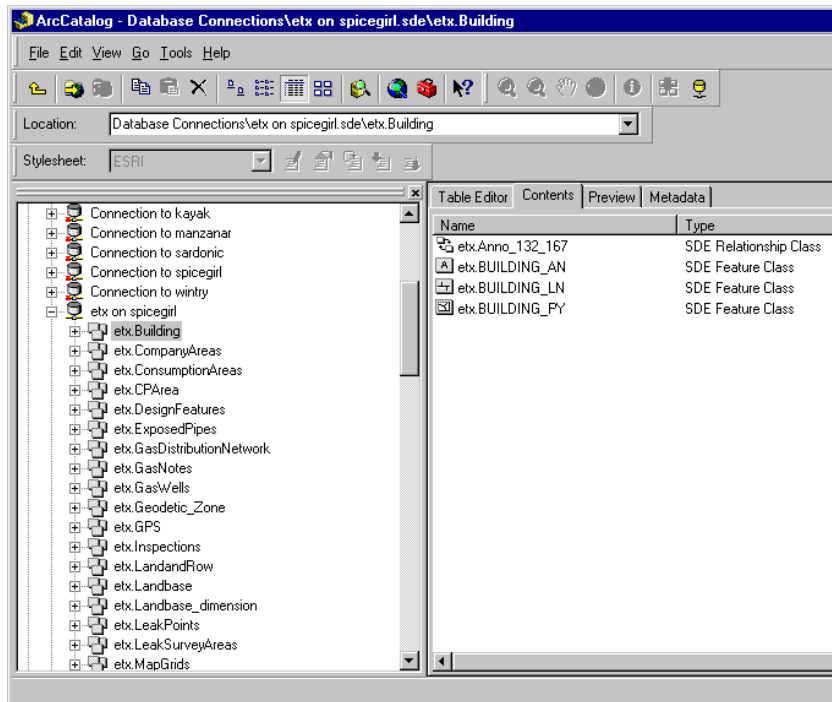 ArcCatalog - Database Connections\etx on spicegirl.sde\etx.Building
File Edit View Go Tools Help
Location: Database Connections\etx on spicegirl.sde\etx.Building
Stylesheet: ESRI
Connection to kayak
Connection to manzanar
Connection to sardonic
Connection to spicegirl
Connection to wintry
etx on spicegirl
etx.Building
etx.CompanyAreas
etx.ConsumptionAreas
etx.CPArea
etx.DesignFeatures
etx.ExposedPipes
etx.GasDistributionNetwork
etx.GasNotes
etx.GasWells
etx.Geodetic_Zone
etx.GPS
etx.Inspections
etx.LandandRow
etx.Landbase
etx.Landbase_dimension
etx.LeakPoints
etx.LeakSurveyAreas
etx.MapGrids
Table Editor Contents Preview Metadata
Name Type
etx.Anno_132_167 SDE Relationship Class
A etx.BUILDING_AN SDE Feature Class
etx.BUILDING_LN SDE Feature Class
etx.BUILDING_PY SDE Feature Class